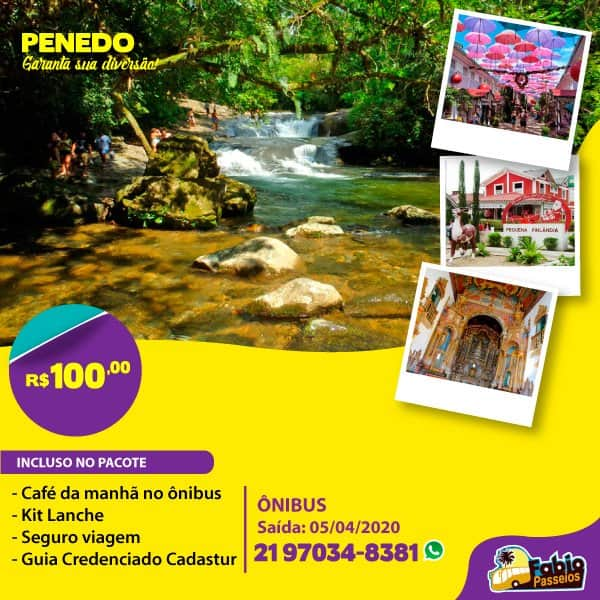 PENEDO
Garanta sua diversão!
PEQUENA FINLÂNDIA
R$100,00
INCLUSO NO PACOTE
- Café da manhã no ônibus
- Kit Lanche
- Seguro viagem
- Guia Credenciado Cadastur
ÔNIBUS
Saída: 05/04/2020
21 97034-8381
Fabio
Passeios